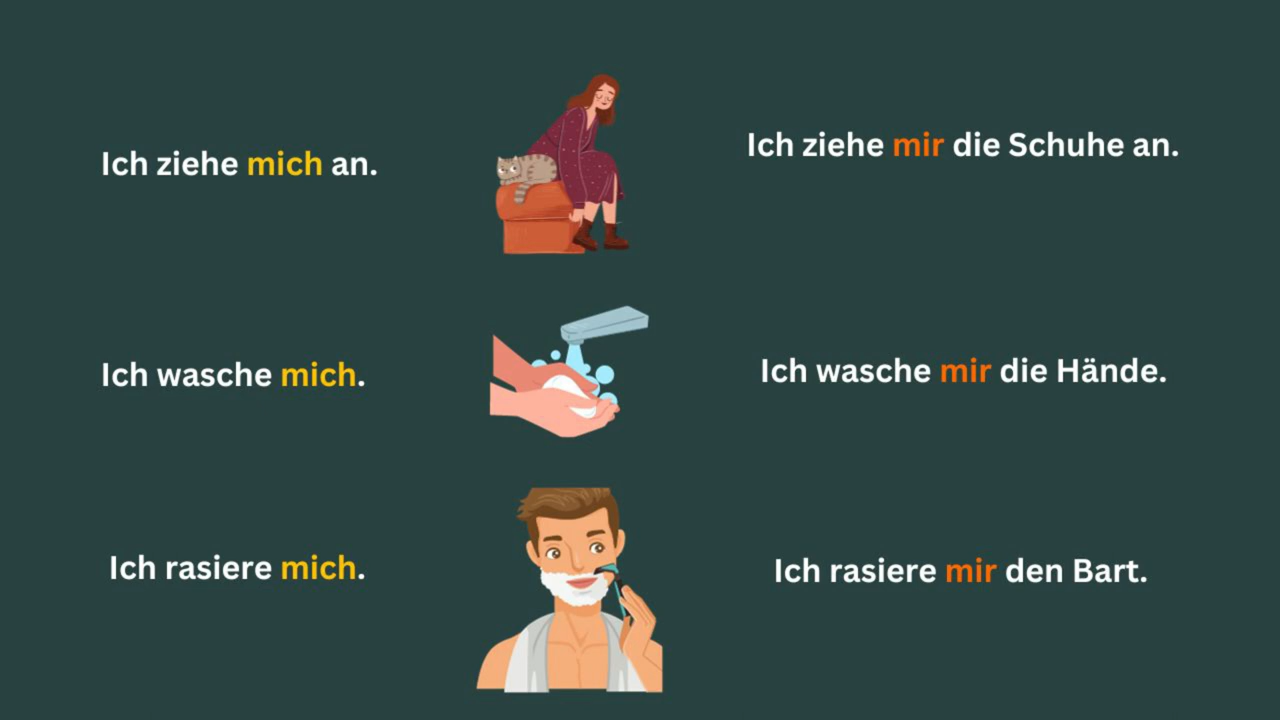 Ich ziehe mich an.
Ich ziehe mir die Schuhe an.
Ich wasche mich.
Ich wasche mir die Hände.
Ich rasiere mich.
Ich rasiere mir den Bart.